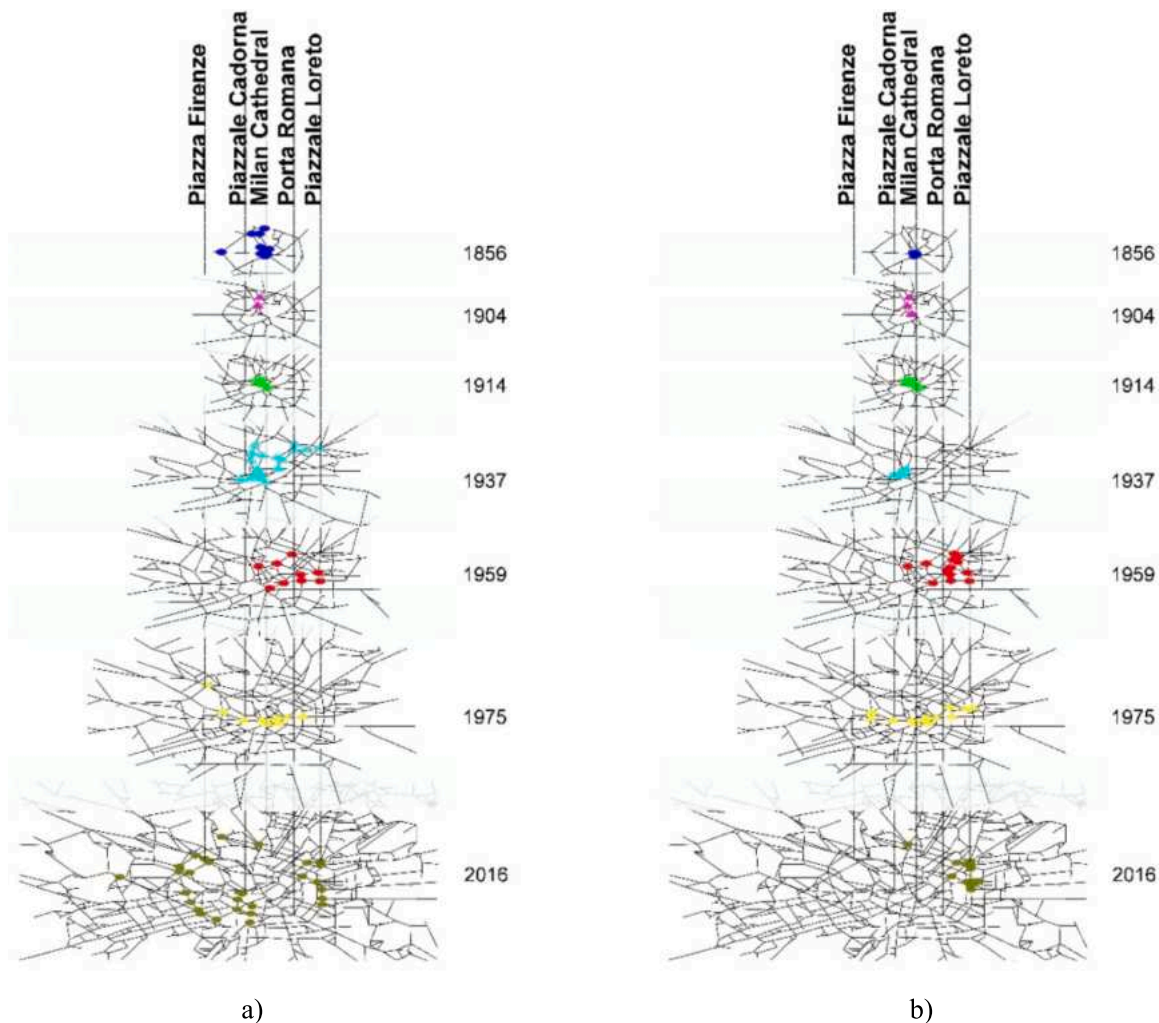 Piazza Firenze
Piazzale Cadorna
Milan Cathedral
Porta Romana
Piazzale Loreto
1856
1904
1914
1937
1959
1975
2016
a)
Piazza Firenze
Piazzale Cadorna
Milan Cathedral
Porta Romana
Piazzale Loreto
1856
1904
1914
1937
1959
1975
2016
b)